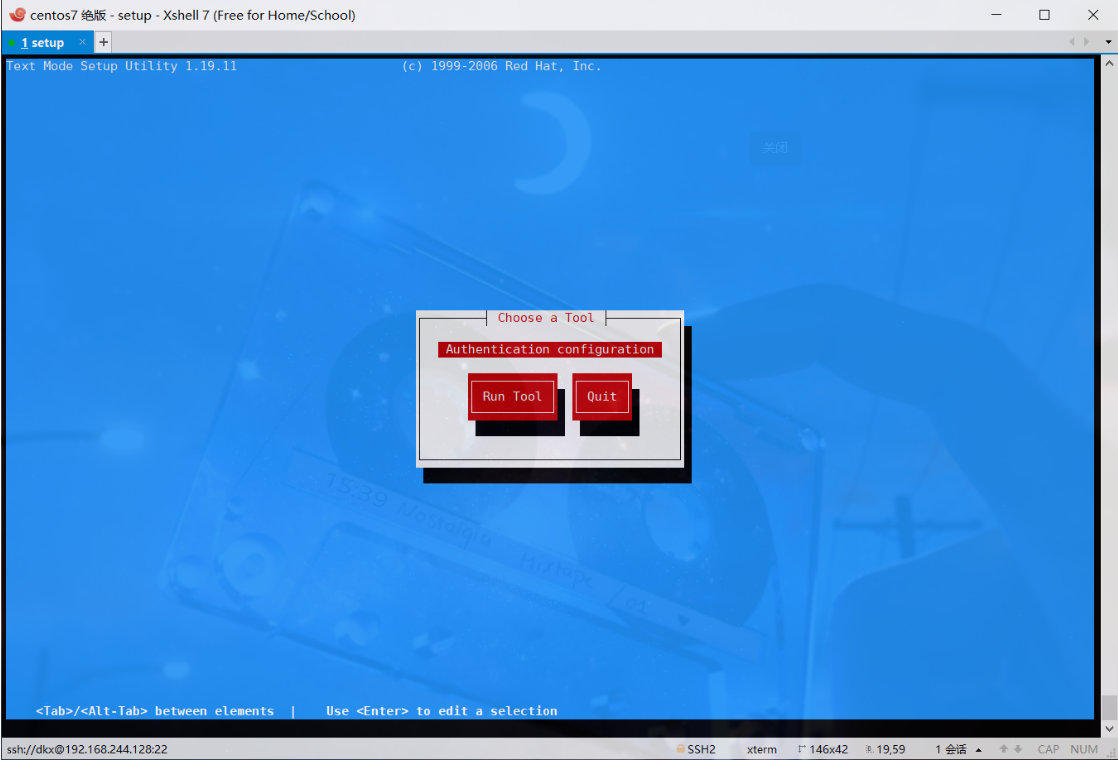 centos7 绝版 - setup - Xshell 7 (Free for Home/School)
1 setup × +
Text Mode Setup Utility 1.19.11 (c) 1999-2006 Red Hat, Inc.
关闭
Choose a Tool
Authentication configuration
Run Tool Quit
15:39 Nostalgia Mixtape 01
<Tab>/<Alt-Tab> between elements | Use <Enter> to edit a selection
ssh://dkx@192.168.244.128:22 SSH2 xterm 146x42 19,59 1 会话 CAP NUM